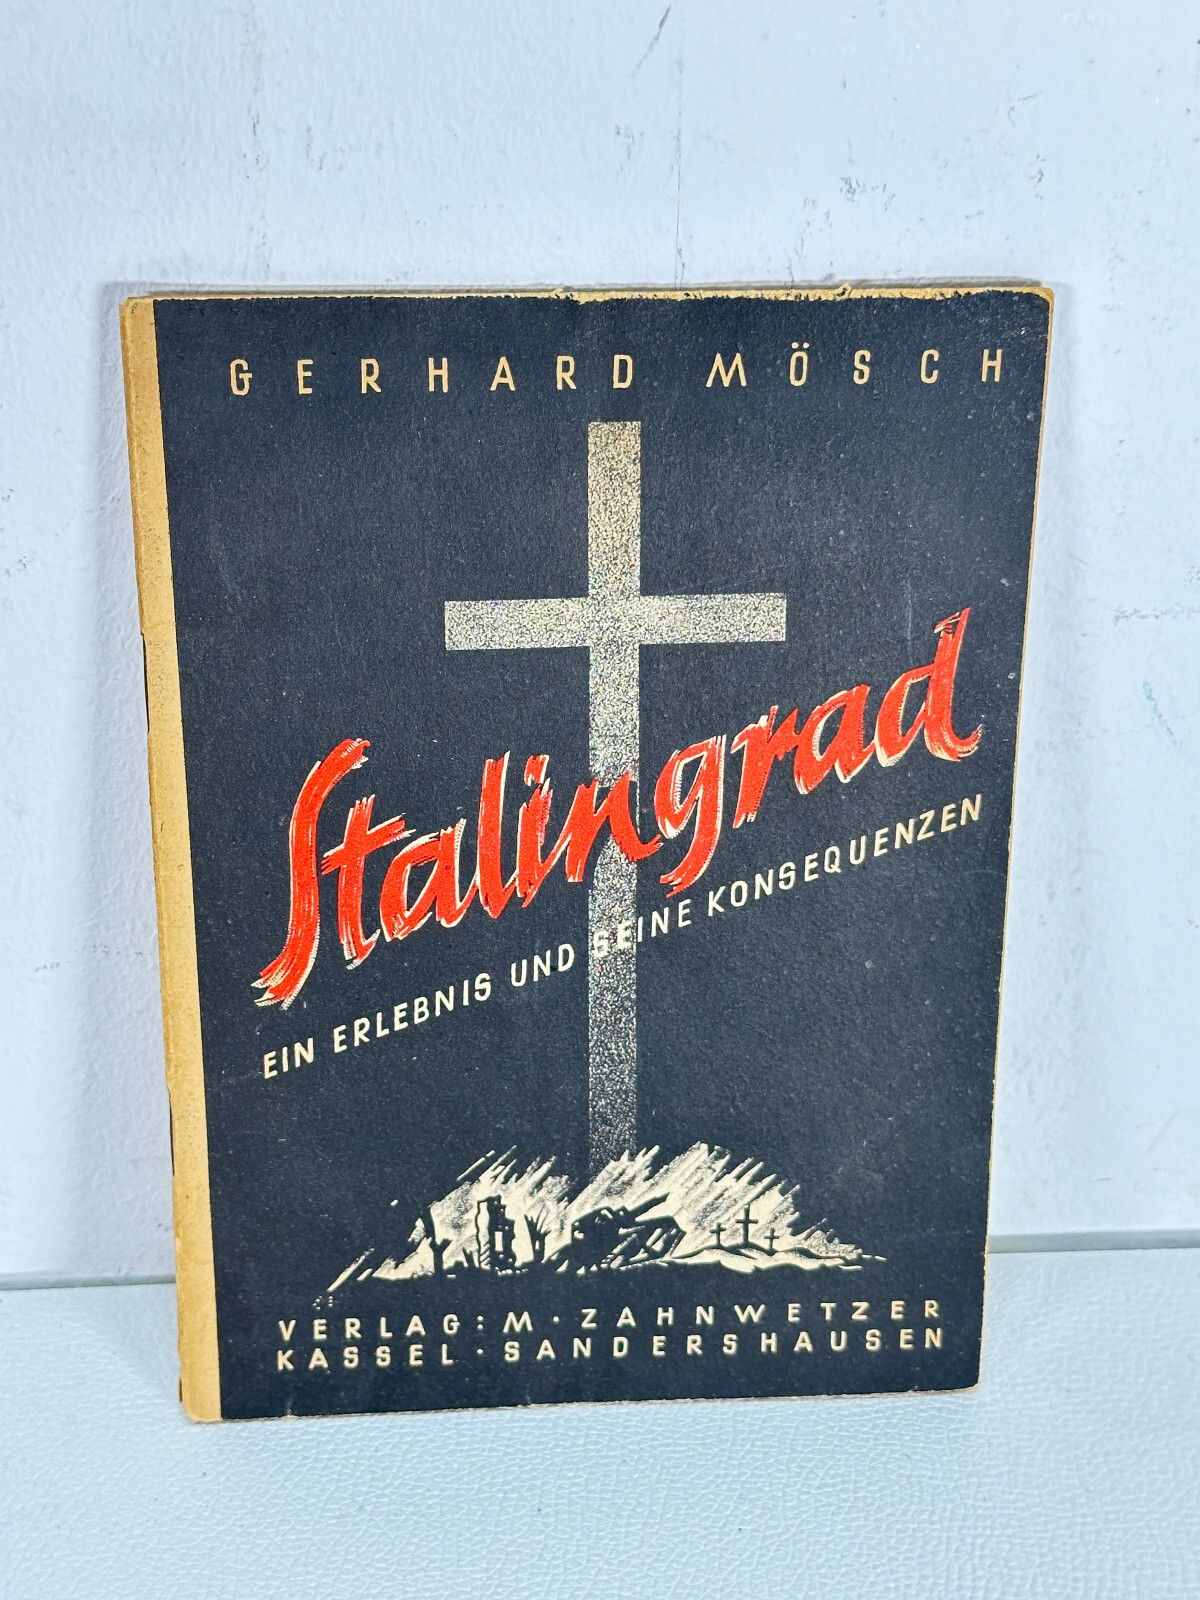 GERHARD MÖSCH
Stalingrad
EIN ERLEBNIS UND SEINE KONSEQUENZEN
VERLAG: M · ZAHNWETZER
KASSEL · SANDERSHAUSEN